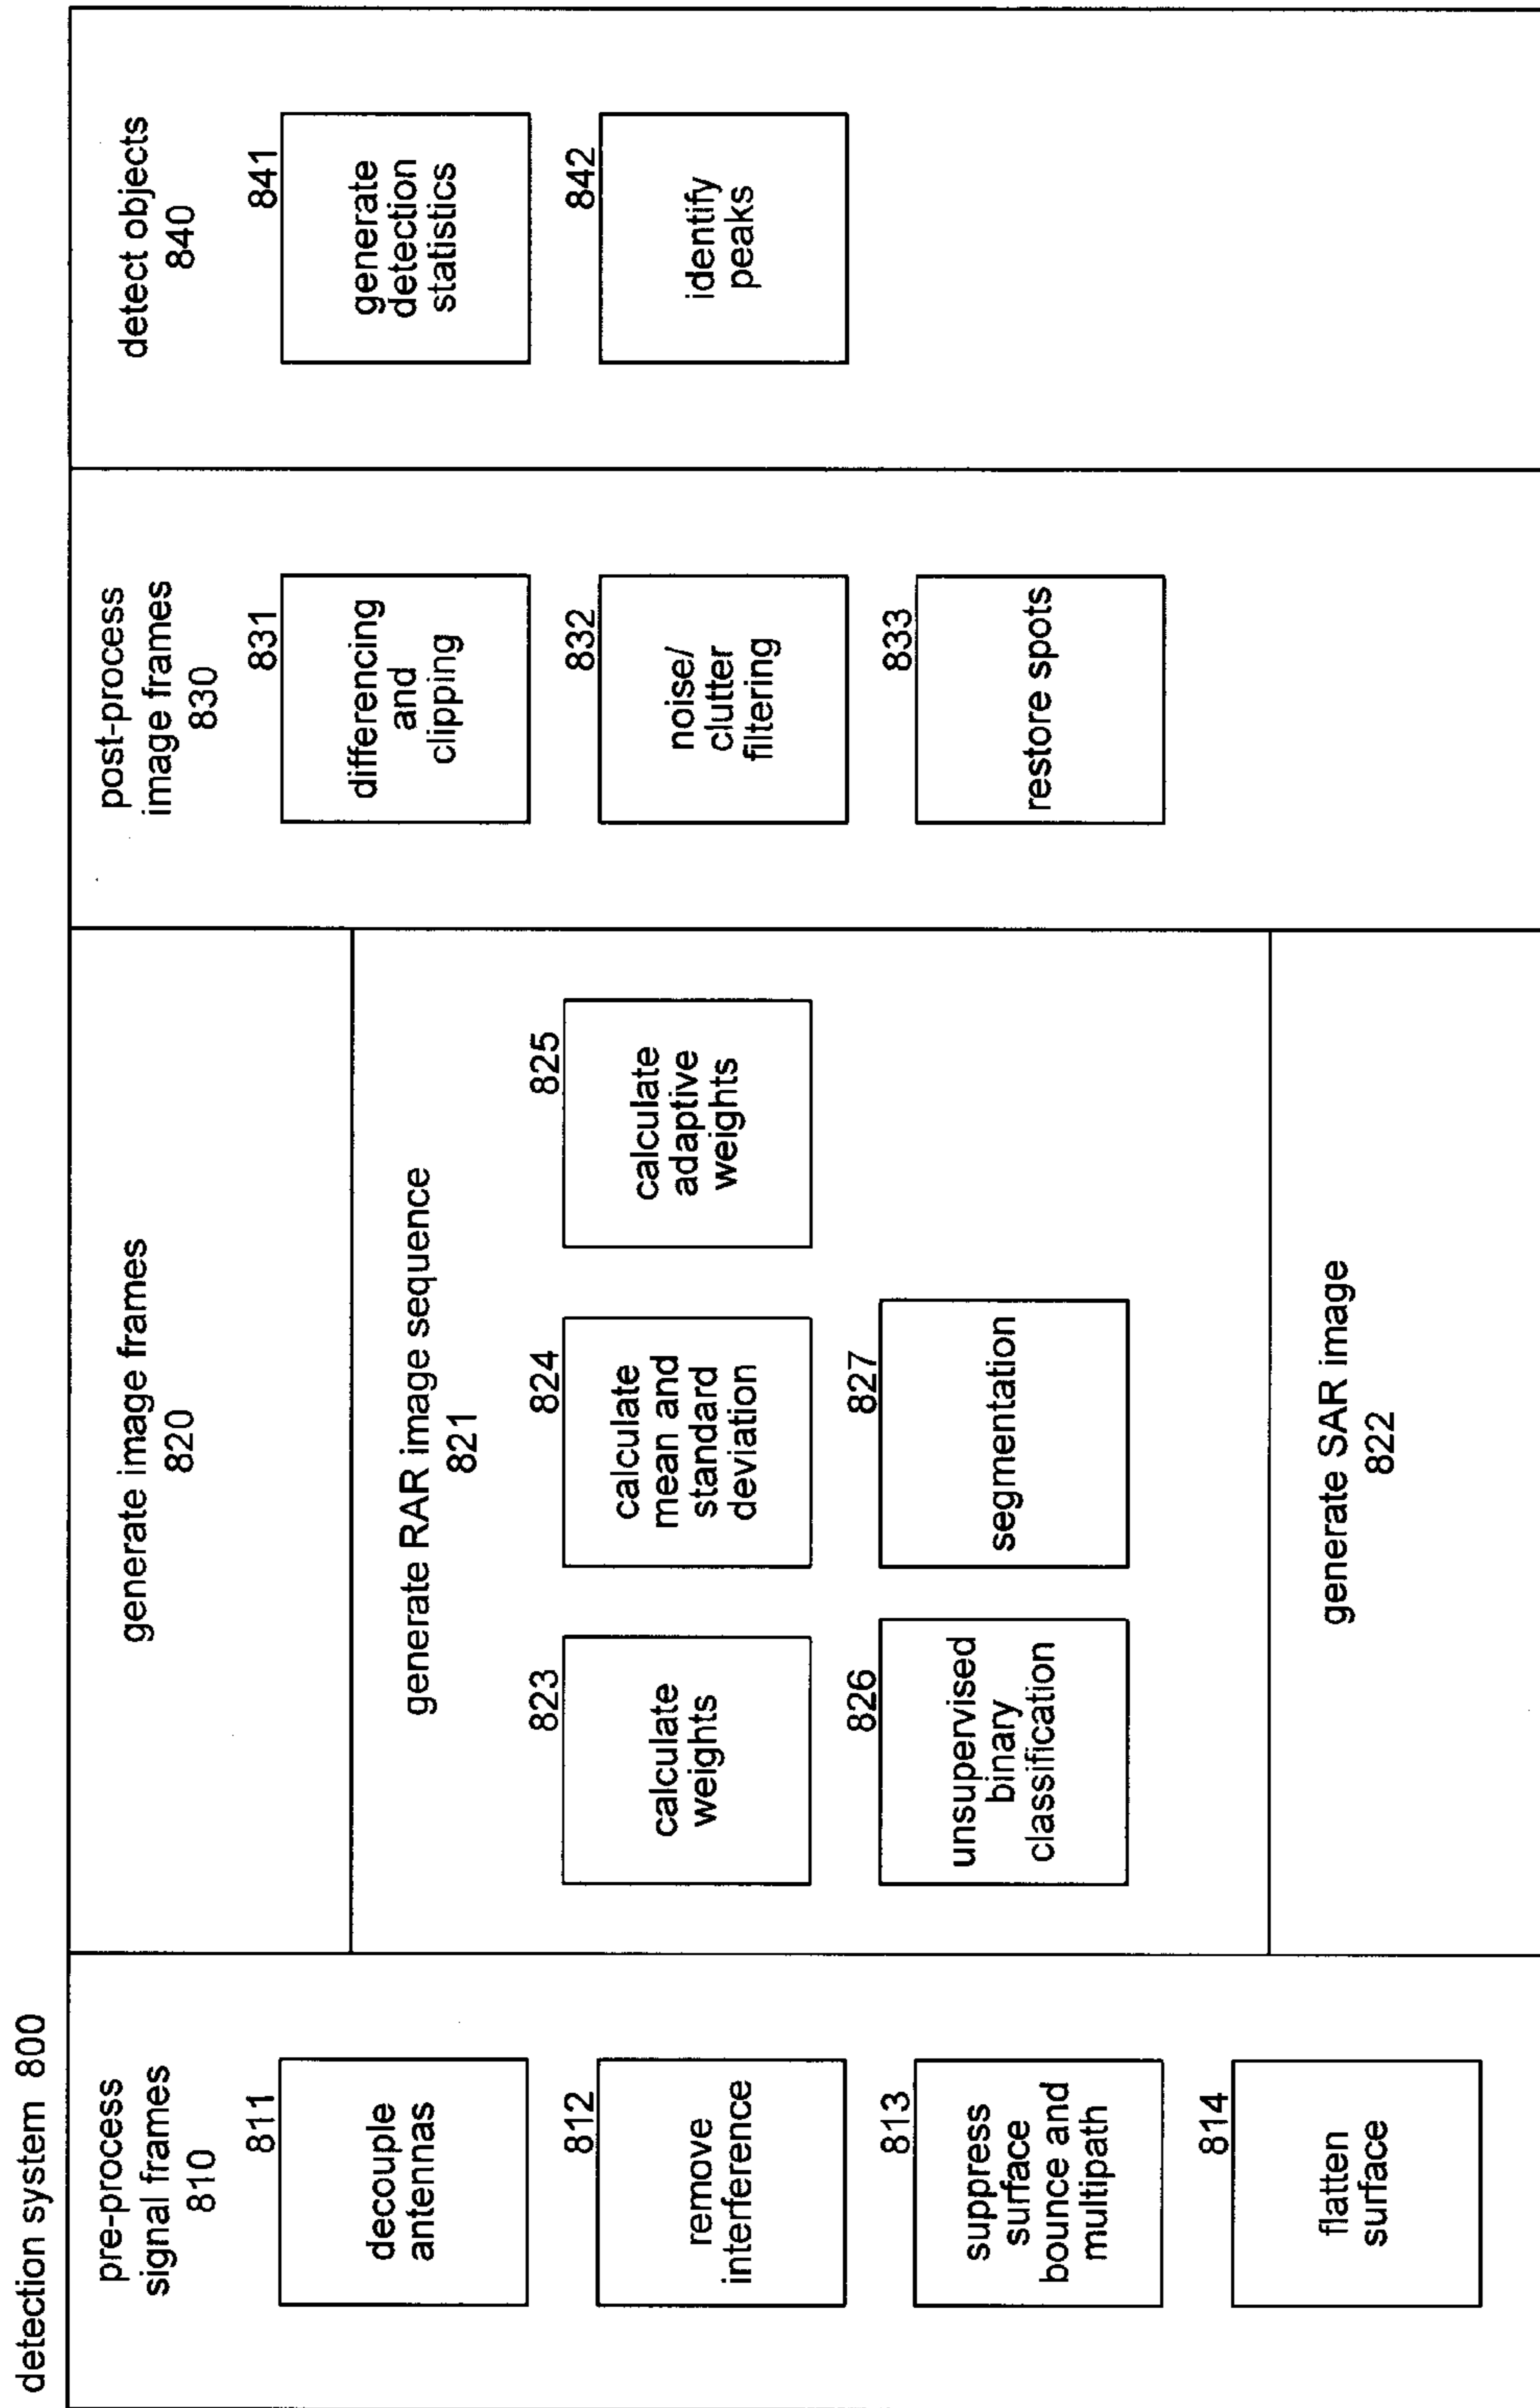 detection system 800
pre-process
signal frames
810
811
decouple
antennas
812
remove
interference
813
suppress
surface
bounce and
multipath
814
flatten
surface
generate image frames
820
generate RAR image sequence
821
823
calculate
weights
824
calculate
mean and
standard
deviation
825
calculate
adaptive
weights
826
unsupervised
binary
classification
827
segmentation
generate SAR image
822
post-process
image frames
830
831
differencing
and
clipping
832
noise/
clutter
filtering
833
restore spots
detect objects
840
841
generate
detection
statistics
842
identify
peaks